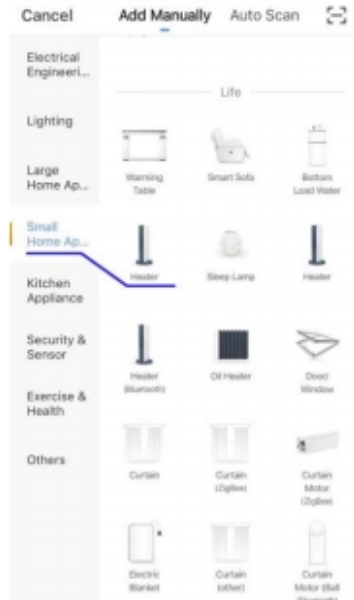 Cancel
Add Manually
Auto Scan
Electrical
Engineeri...
Lighting
Large
Home Ap...
Small
Home Ap...
Kitchen
Appliance
Security &
Sensor
Exercise &
Health
Others
Life
Warming
Table
Smart Sofa
Bottom
Load Water
Heater
Sleep Lamp
Heater
Heater
(Bluetooth)
Oil Heater
Door/
Window
Curtain
Curtain
(ZigBee)
Curtain
Motor
(ZigBee)
Electric
Blanket
Curtain
(other)
Curtain
Motor (Ball